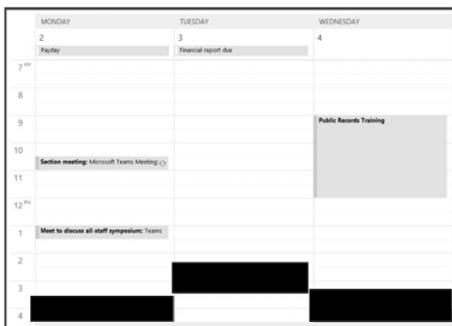 MONDAY TUESDAY WEDNESDAY
2 3 4
Payday Financial report due
7 AM
8
9 Public Records Training
10
Section meeting; Microsoft Teams Meeting;
11
12 PM
1 Meet to discuss all-staff symposium; Teams
2
3
4